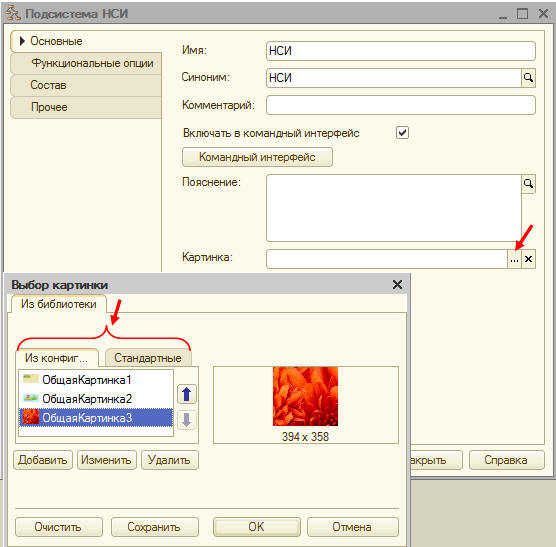 Подсистема НСИ
Основные
Функциональные опции
Состав
Прочее
Имя: НСИ
Синоним: НСИ
Комментарий:
Включать в командный интерфейс
Командный интерфейс
Пояснение:
Картинка: ...
Выбор картинки
Из библиотеки
Из конфиг... Стандартные
ОбщаяКартинка1
ОбщаяКартинка2
ОбщаяКартинка3
394 x 358
Добавить Изменить Удалить
акрыть Справка
Очистить Сохранить OK Отмена